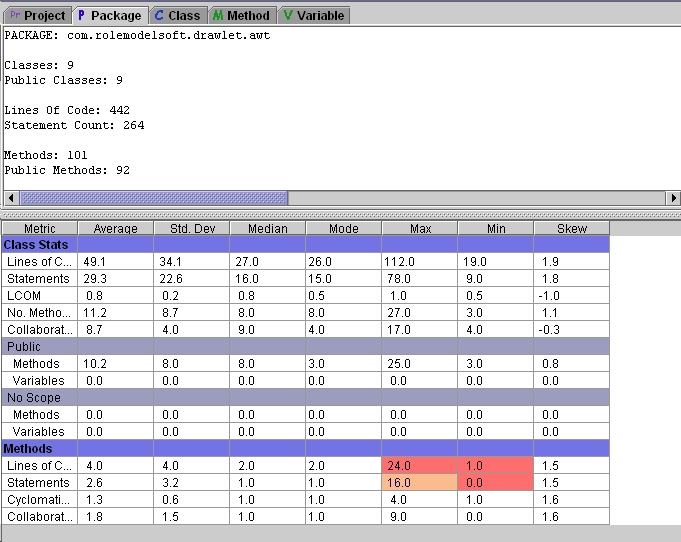 Pr Project P Package C Class M Method V Variable
PACKAGE: com.rolemodelsoft.drawlet.awt
Classes: 9
Public Classes: 9
Lines Of Code: 442
Statement Count: 264
Methods: 101
Public Methods: 92
Metric Average Std. Dev Median Mode Max Min Skew
Class Stats
Lines of C... 49.1 34.1 27.0 26.0 112.0 19.0 1.9
Statements 29.3 22.6 16.0 15.0 78.0 9.0 1.8
LCOM 0.8 0.2 0.8 0.5 1.0 0.5 -1.0
No. Metho... 11.2 8.7 8.0 8.0 27.0 3.0 1.1
Collaborat... 8.7 4.0 9.0 4.0 17.0 4.0 -0.3
Public
Methods 10.2 8.0 8.0 3.0 25.0 3.0 0.8
Variables 0.0 0.0 0.0 0.0 0.0 0.0 0.0
No Scope
Methods 0.0 0.0 0.0 0.0 0.0 0.0 0.0
Variables 0.0 0.0 0.0 0.0 0.0 0.0 0.0
Methods
Lines of C... 4.0 4.0 2.0 2.0 24.0 1.0 1.5
Statements 2.6 3.2 1.0 1.0 16.0 0.0 1.5
Cyclomati... 1.3 0.6 1.0 1.0 4.0 1.0 1.6
Collaborat... 1.8 1.5 1.0 1.0 9.0 0.0 1.6